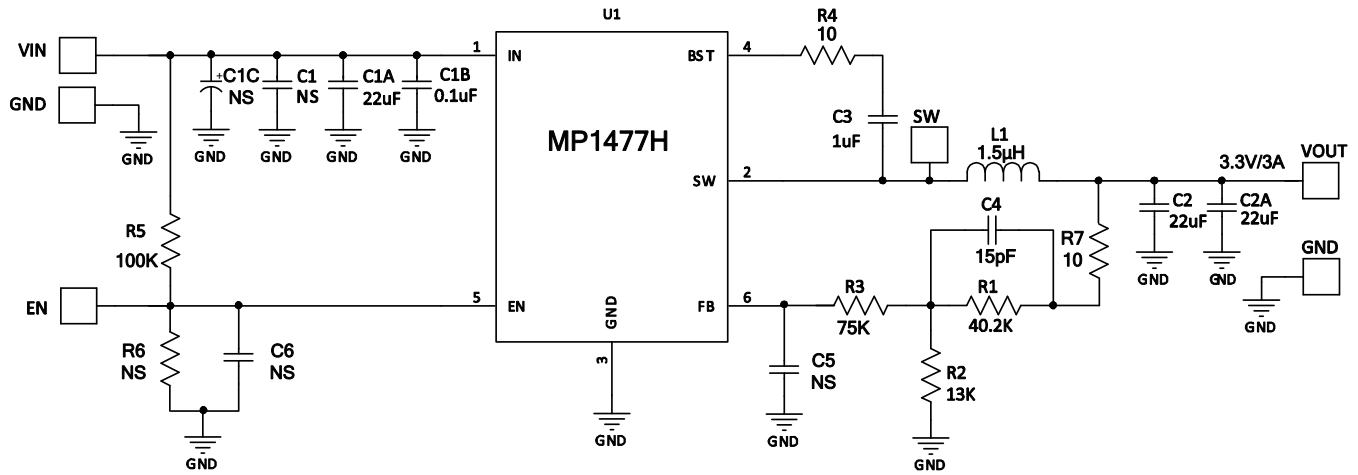 U1
VIN
GND
GND
R5
100K
EN
R6
NS
C6
NS
GND
+
C1C
NS
GND
C1
NS
GND
C1A
22uF
GND
C1B
0.1uF
GND
1
IN
5
EN
MP1477H
GND
3
GND
BST
4
SW
2
FB
6
R4
10
C3
1uF
SW
L1
1.5µH
3.3V/3A
VOUT
C4
15pF
R7
10
C2
22uF
GND
C2A
22uF
GND
GND
GND
R3
75K
R1
40.2K
C5
NS
GND
R2
13K
GND